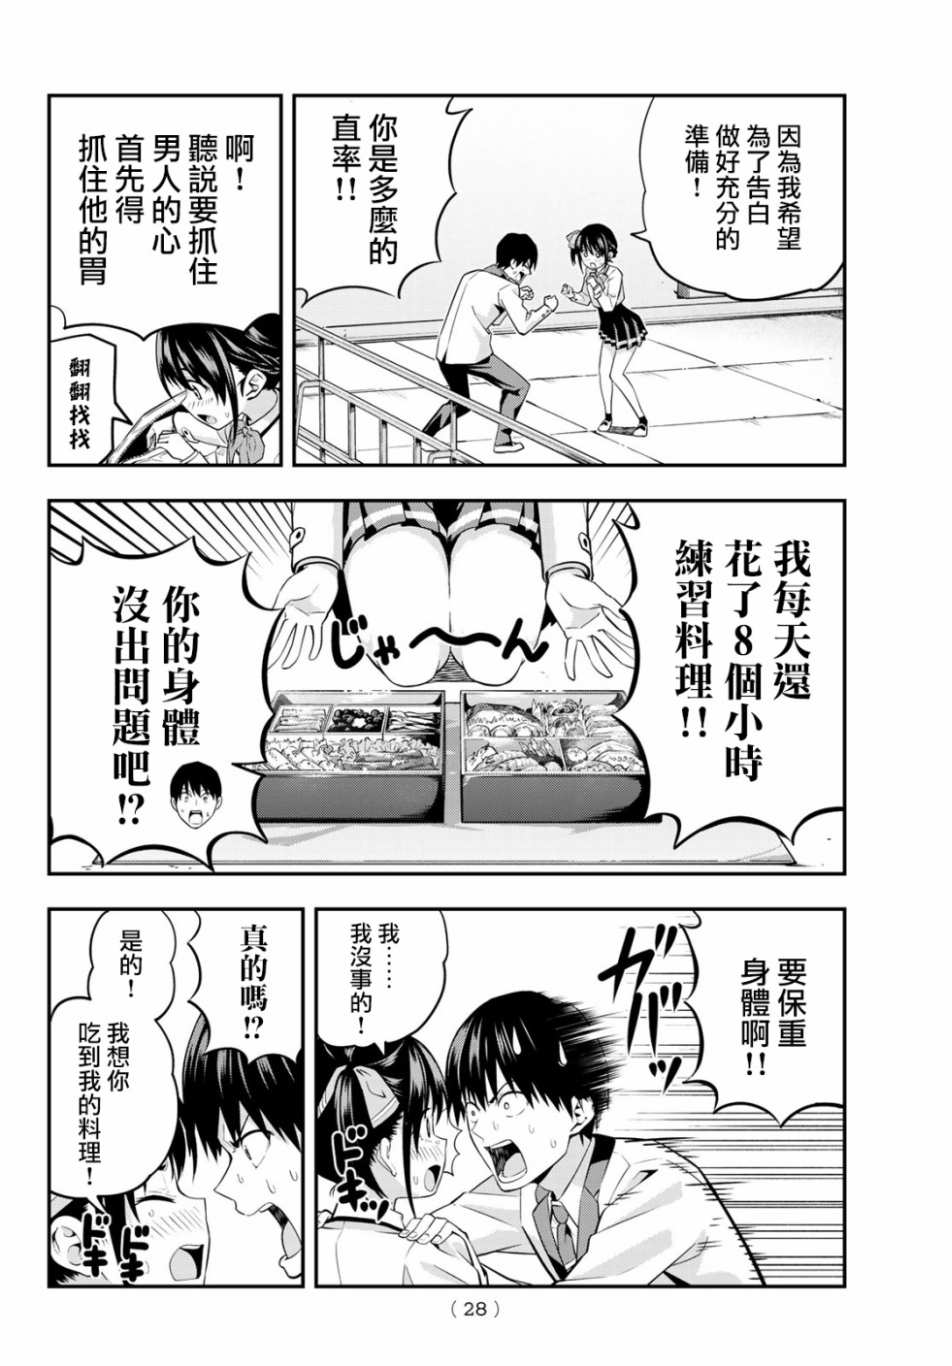 因為我希望
為了告白
做好充分的
準備！
你是多麼的
直率!!
啊！
聽説要抓住
男人的心
首先得
抓住他的胃
翻翻找找
我每天還
花了8個小時
練習料理!!
じゃ〜〜ん
你的身體
沒出問題吧!?
要保重
身體啊!!
ガバッ
我……
我沒事的！
ドキッ
真的嗎!?
是的！
我想你
吃到我的料理！
ドキ
ドキ
（28）